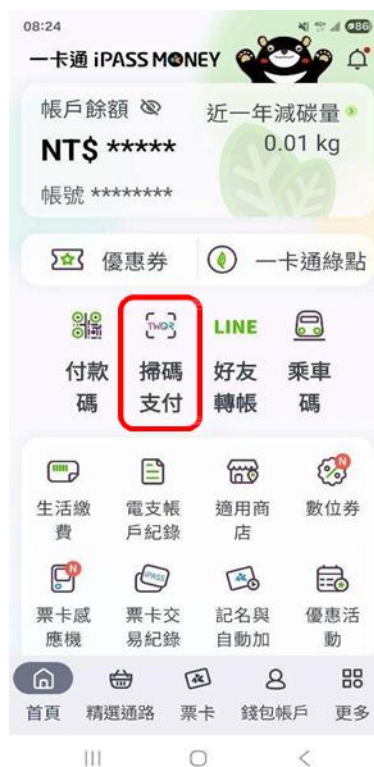 08:24
86
一卡通 iPASS MONEY
帳戶餘額
近一年減碳量
NT$ *****
0.01 kg
帳號 ********
優惠券
一卡通綠點
TWQR
LINE
付款碼
掃碼支付
好友轉帳
乘車碼
N
生活繳費
電支帳戶紀錄
適用商店
數位券
N
iPASS
票卡感應機
票卡交易紀錄
記名與自動加
優惠活動
首頁
精選通路
票卡
錢包帳戶
更多